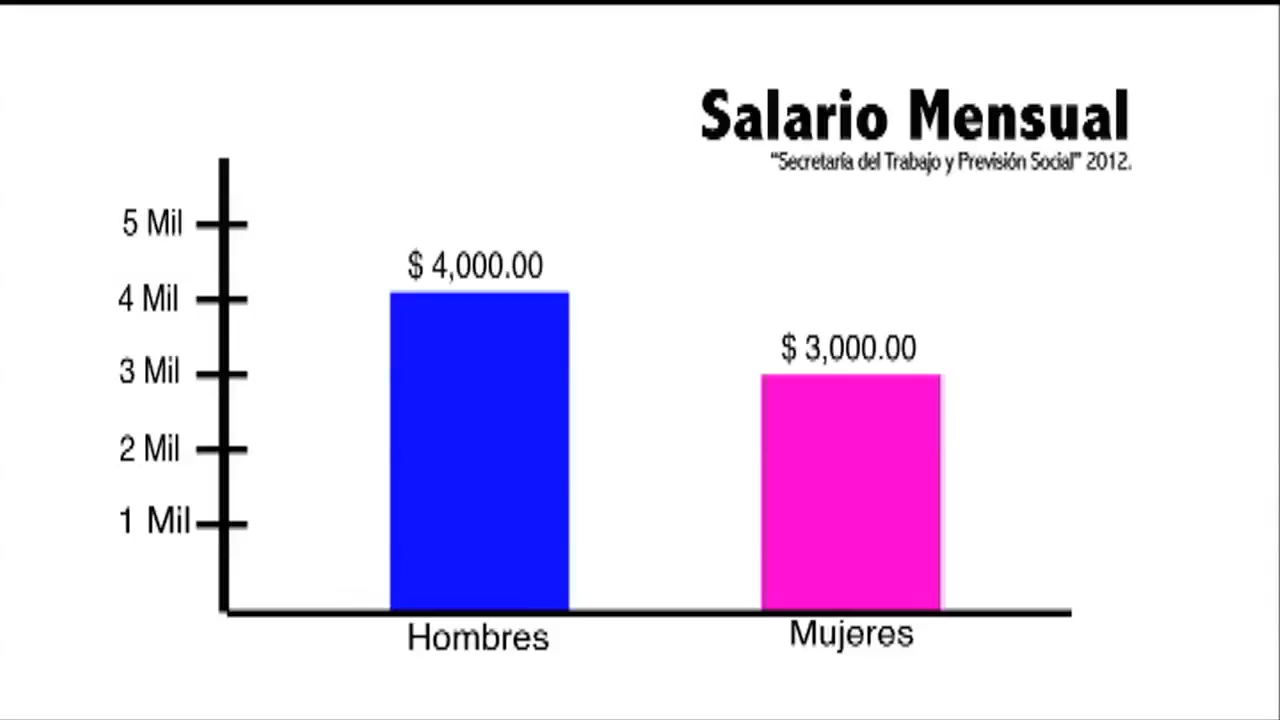 Salario Mensual
“Secretaría del Trabajo y Previsión Social” 2012.
5 Mil
$ 4,000.00
4 Mil
$ 3,000.00
3 Mil
2 Mil
1 Mil
Hombres
Mujeres